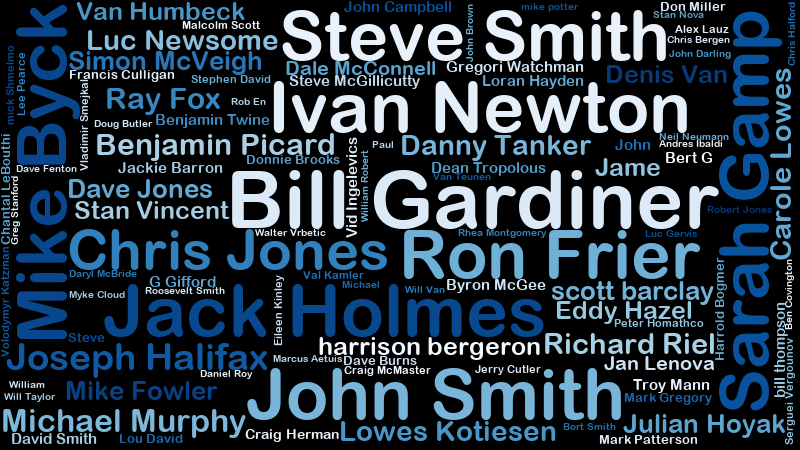 Van Humbeck
Malcolm Scott
John Campbell
mike potter
Don Miller
Stan Nova
Luc Newsome
Steve Smith
John Brown
Alex Lauz
Chris Bergen
Chris Halford
mick Shmelmo
Lee Pearce
Mike Byck
Simon McVeigh
Francis Culligan
Stephen David
Dale McConnell
Gregori Watchman
John Darling
Steve McGillicutty
Loran Hayden
Denis Van
Sarah Gamp
Carole Lowes
Vladimir Smejkal
Ray Fox
Rob En
Ivan Newton
Doug Butler
Benjamin Twine
Benjamin Picard
Paul
Danny Tanker
John
Neil Neumann
Andres Ibaldi
Bert G
Chantal LeBouthi
Greg Stanford
Dave Fenton
Jackie Barron
Donnie Brooks
Vid Ingelevics
William Robert
Dean Tropolous
Van Teunen
Jame
Dave Jones
Stan Vincent
Bill Gardiner
Robert Jones
Walter Vrbetic
Rhea Montgomery
Luc Gervis
Chris Jones
Ron Frier
Volodymyr Katzman
Daryl McBride
G Gifford
Val Kamler
Michael
Will Van
Byron McGee
scott barclay
Harrold Bogmer
Ben Covington
Myke Cloud
Roosevelt Smith
Eileen Kinley
Jack Holmes
Eddy Hazel
Peter Homathco
bill thompson
Serguei Vergounov
Steve
harrison bergeron
Richard Riel
Joseph Halifax
Marcus Aetuis
Dave Burns
Jan Lenova
Daniel Roy
Craig McMaster
Jerry Cutler
Troy Mann
William
Will Taylor
Mike Fowler
John Smith
Mark Gregory
Michael Murphy
David Smith
Lou David
Craig Herman
Lowes Kotiesen
Bort Smith
Julian Hoyak
Mark Patterson